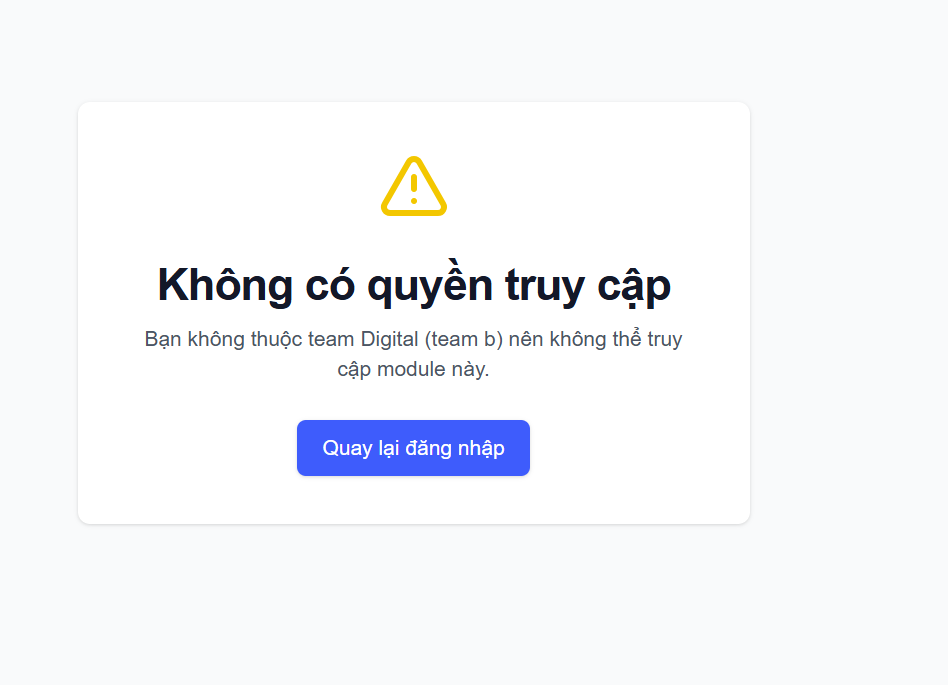 Không có quyền truy cập
Bạn không thuộc team Digital (team b) nên không thể truy
cập module này.
Quay lại đăng nhập